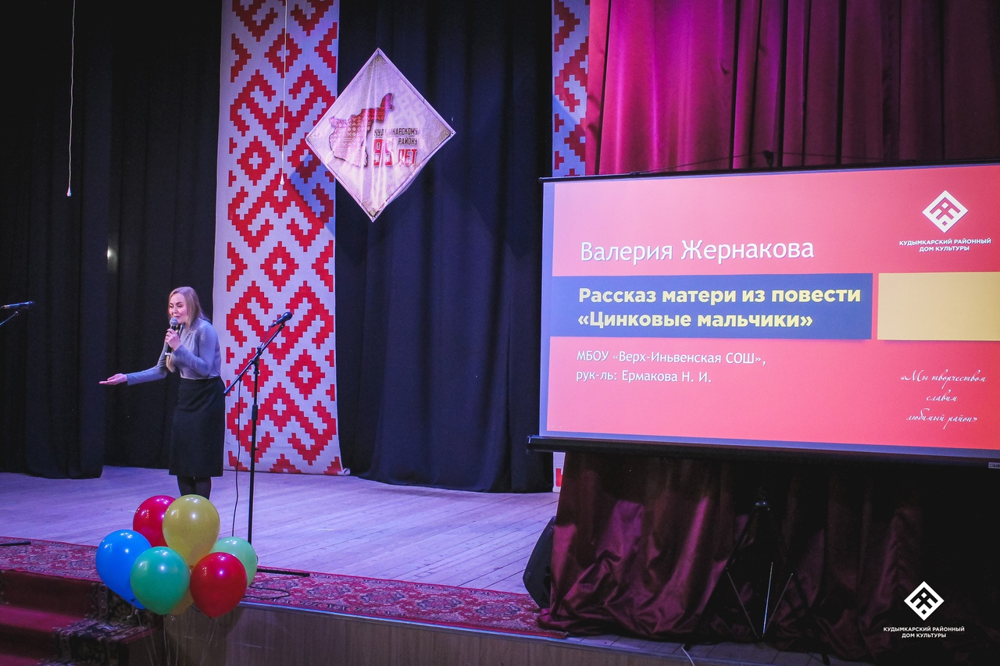 КУДЫМКАРСКОМУ
РАЙОНУ
95 ЛЕТ
Валерия Жернакова
Рассказ матери из повести
«Цинковые мальчики»
МБОУ «Верх-Иньвенская СОШ»,
рук-ль: Ермакова Н. И.
КУДЫМКАРСКИЙ РАЙОННЫЙ
ДОМ КУЛЬТУРЫ
«Мы творчеством
славим
любимый район»
КУДЫМКАРСКИЙ РАЙОННЫЙ
ДОМ КУЛЬТУРЫ